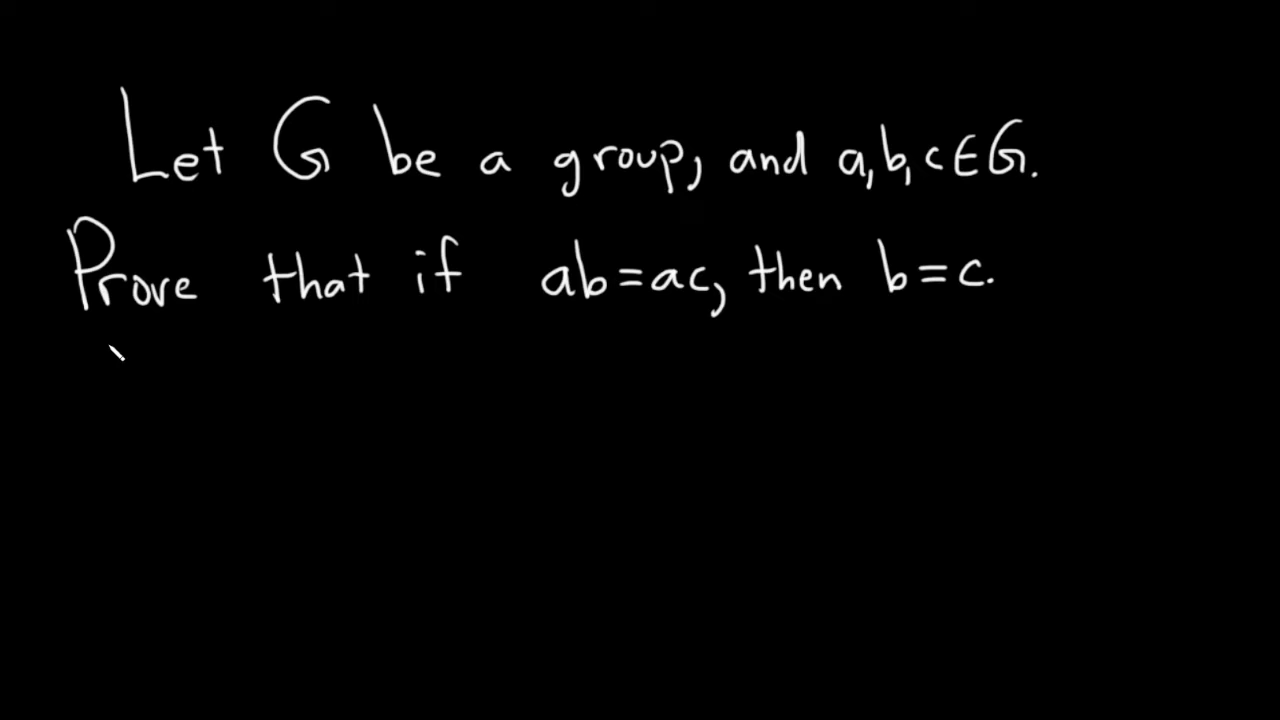 Let G be a group, and a, b, c ∈ G.
Prove that if ab = ac, then b = c.